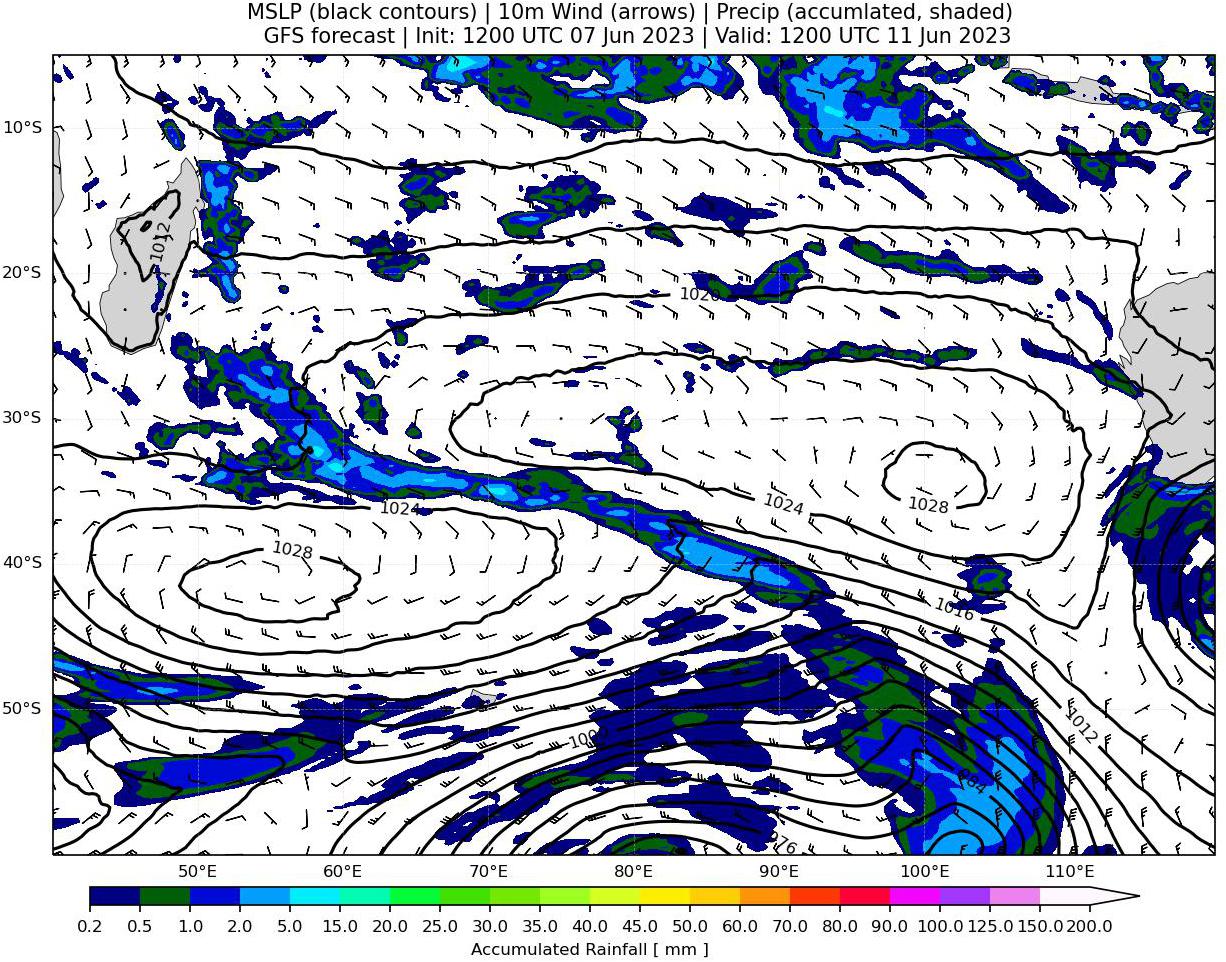 MSLP (black contours) | 10m Wind (arrows) | Precip (accumlated, shaded)
GFS forecast | Init: 1200 UTC 07 Jun 2023 | Valid: 1200 UTC 11 Jun 2023
10°S
1012
20°S
1020
30°S
1024
1028
1024
1028
40°S
1016
50°S
1000
1012
984
976
50°E 60°E 70°E 80°E 90°E 100°E 110°E
0.2 0.5 1.0 2.0 5.0 10.0 15.0 20.0 25.0 30.0 35.0 40.0 45.0 50.0 60.0 70.0 80.0 90.0 100.0 125.0 150.0 200.0
Accumulated Rainfall [ mm ]